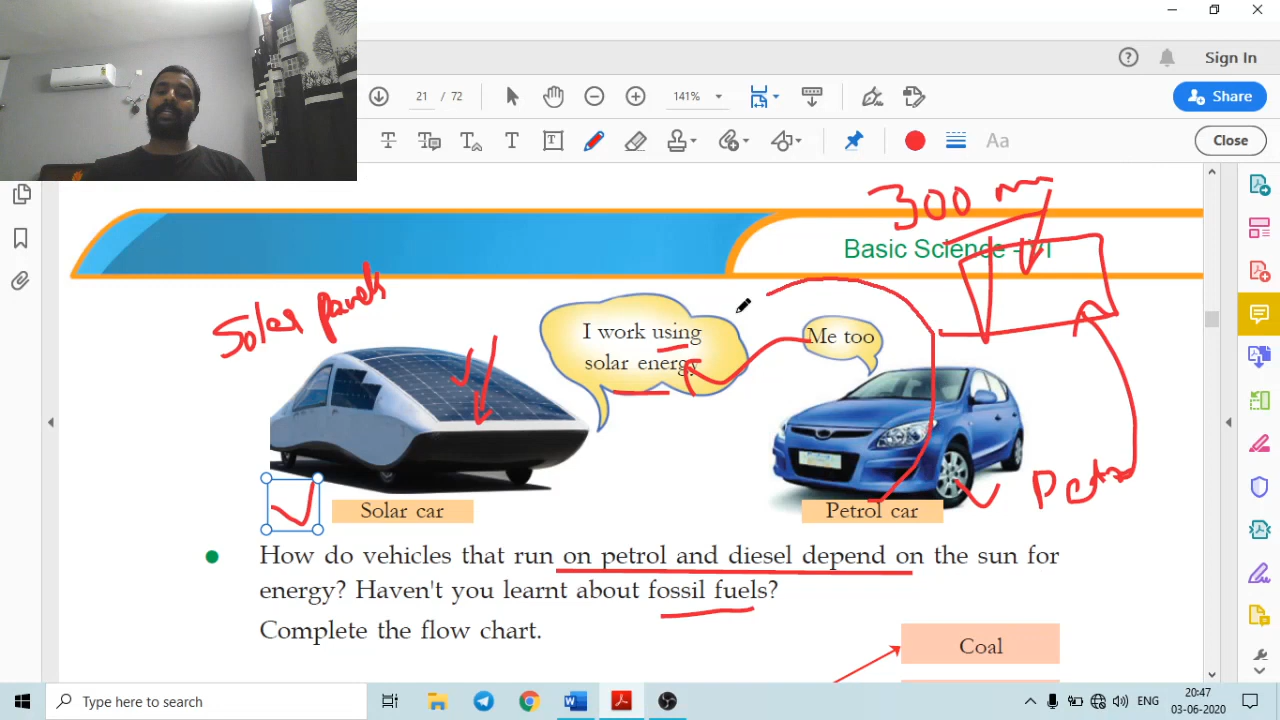 Sign In
21 / 72
141%
Share
T T T T
Aa
Close
300 m
Basic Science - VI
Solar panels
I work using
solar energy
Me too
Petrol
Solar car
Petrol car
How do vehicles that run on petrol and diesel depend on the sun for
energy? Haven't you learnt about fossil fuels?
Complete the flow chart.
Coal
Type here to search
ENG
20:47
03-06-2020